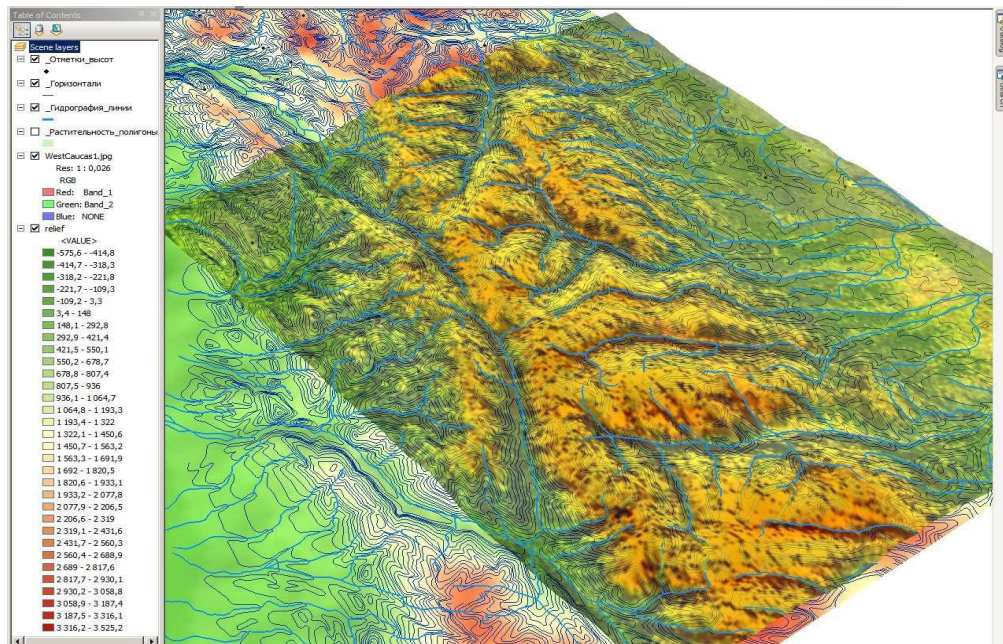 Table of Contents
Scene layers
_Отметки_высот
_Горизонтали
_Гидрография_линии
_Растительность_полигоны
WestCaucas1.jpg
Res: 1 : 0,026
RGB
Red: Band_1
Green: Band_2
Blue: NONE
relief
<VALUE>
-575,6 - -414,8
-414,7 - -318,3
-318,2 - -221,8
-221,7 - -109,3
-109,2 - 3,3
3,4 - 148
148,1 - 292,8
292,9 - 421,4
421,5 - 550,1
550,2 - 678,7
678,8 - 807,4
807,5 - 936
936,1 - 1 064,7
1 064,8 - 1 193,3
1 193,4 - 1 322
1 322,1 - 1 450,6
1 450,7 - 1 563,2
1 563,3 - 1 691,9
1 692 - 1 820,5
1 820,6 - 1 933,1
1 933,2 - 2 077,8
2 077,9 - 2 206,5
2 206,6 - 2 319
2 319,1 - 2 431,6
2 431,7 - 2 560,3
2 560,4 - 2 688,9
2 689 - 2 817,6
2 817,7 - 2 930,1
2 930,2 - 3 058,8
3 058,9 - 3 187,4
3 187,5 - 3 316,1
3 316,2 - 3 525,2